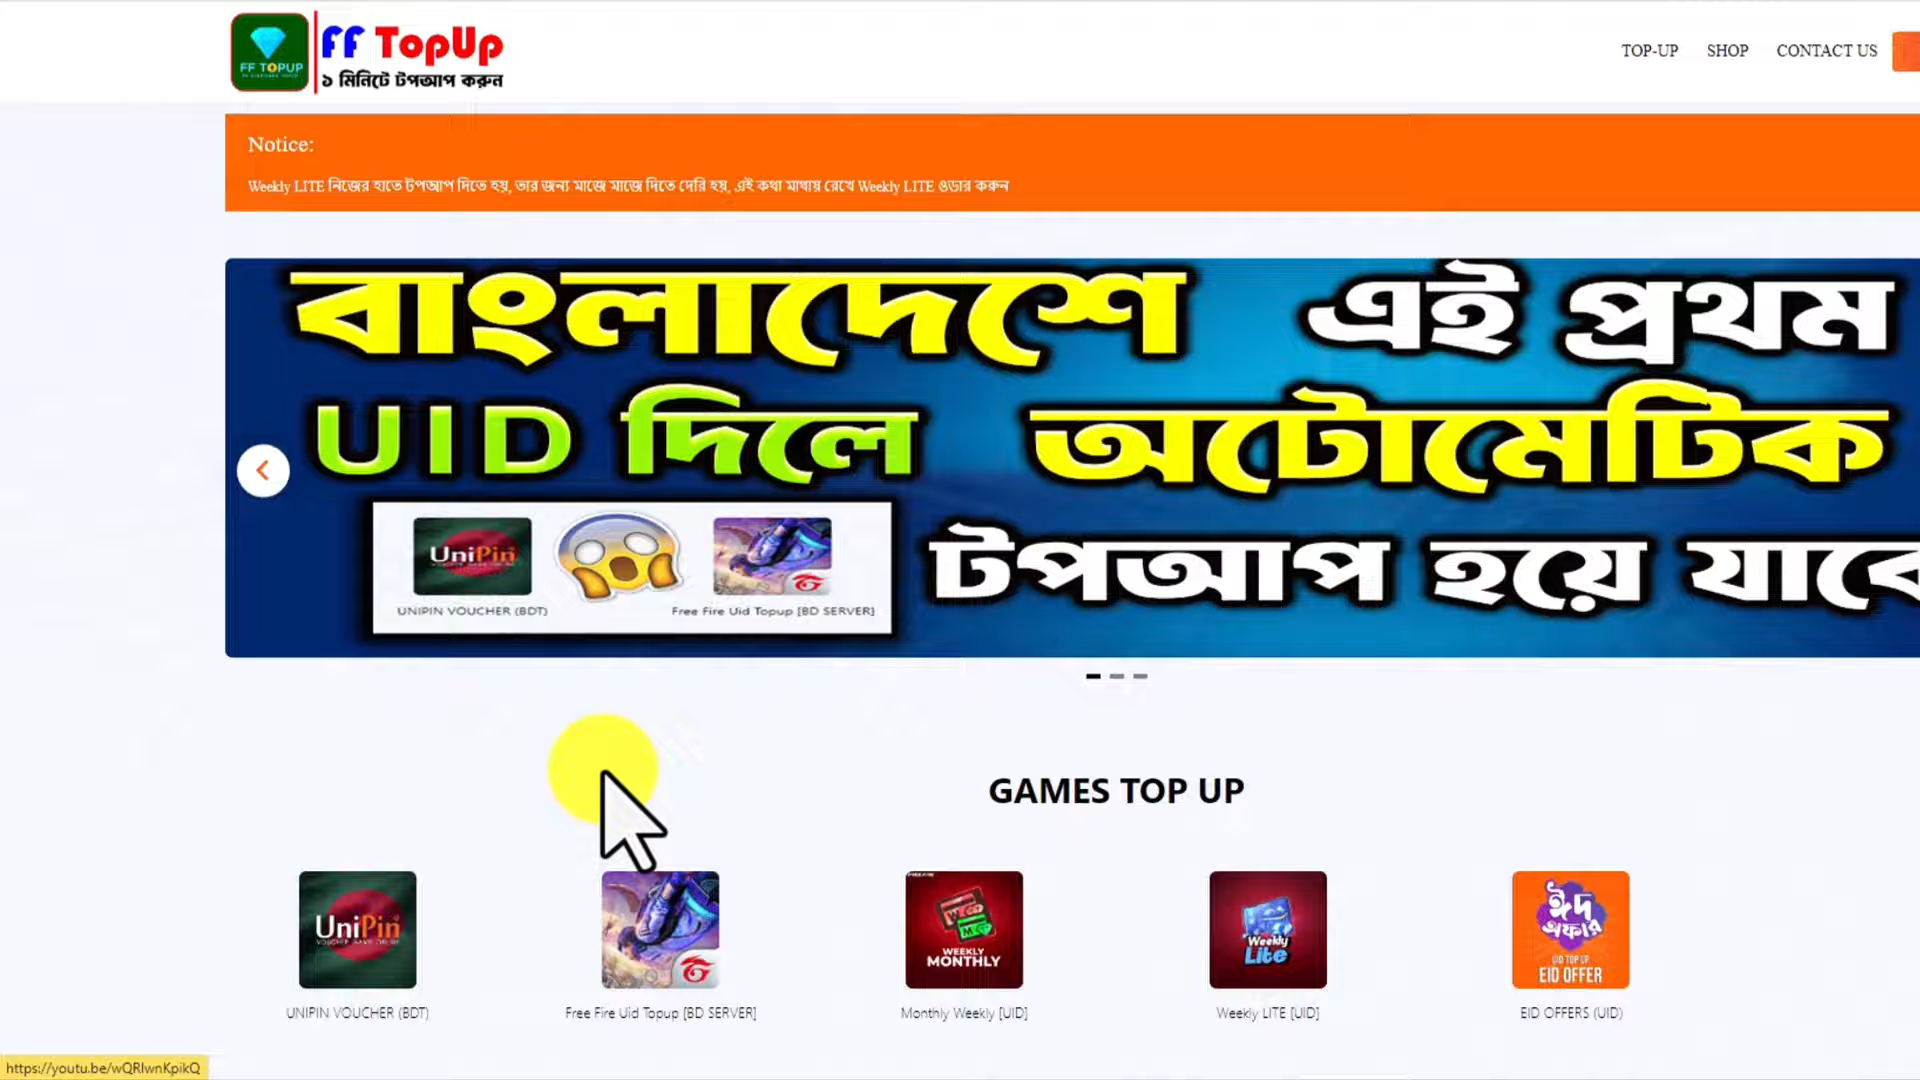 FF TOPUP
FF TopUp
১ মিনিটে টপআপ করুন
TOP-UP
SHOP
CONTACT US
Notice:
Weekly LITE নিজের হাতে টপআপ দিতে হয়, তার জন্য মাজে মাজে দিতে দেরি হয়, এই কথা মাথায় রেখে Weekly LITE ওডার করুন
বাংলাদেশে এই প্রথম
UID দিলে অটোমেটিক
টপআপ হয়ে যাবে
UniPin
UNIPIN VOUCHER (BDT)
Free Fire Uid Topup [BD SERVER]
GAMES TOP UP
UniPin
WEEKLY
MONTHLY
Weekly
Lite
ঈদ
অফার
UID TOP UP
EID OFFER
UNIPIN VOUCHER (BDT)
Free Fire Uid Topup [BD SERVER]
Monthly Weekly [UID]
Weekly LITE [UID]
EID OFFERS (UID)
https://youtu.be/wQRlwnKpikQ